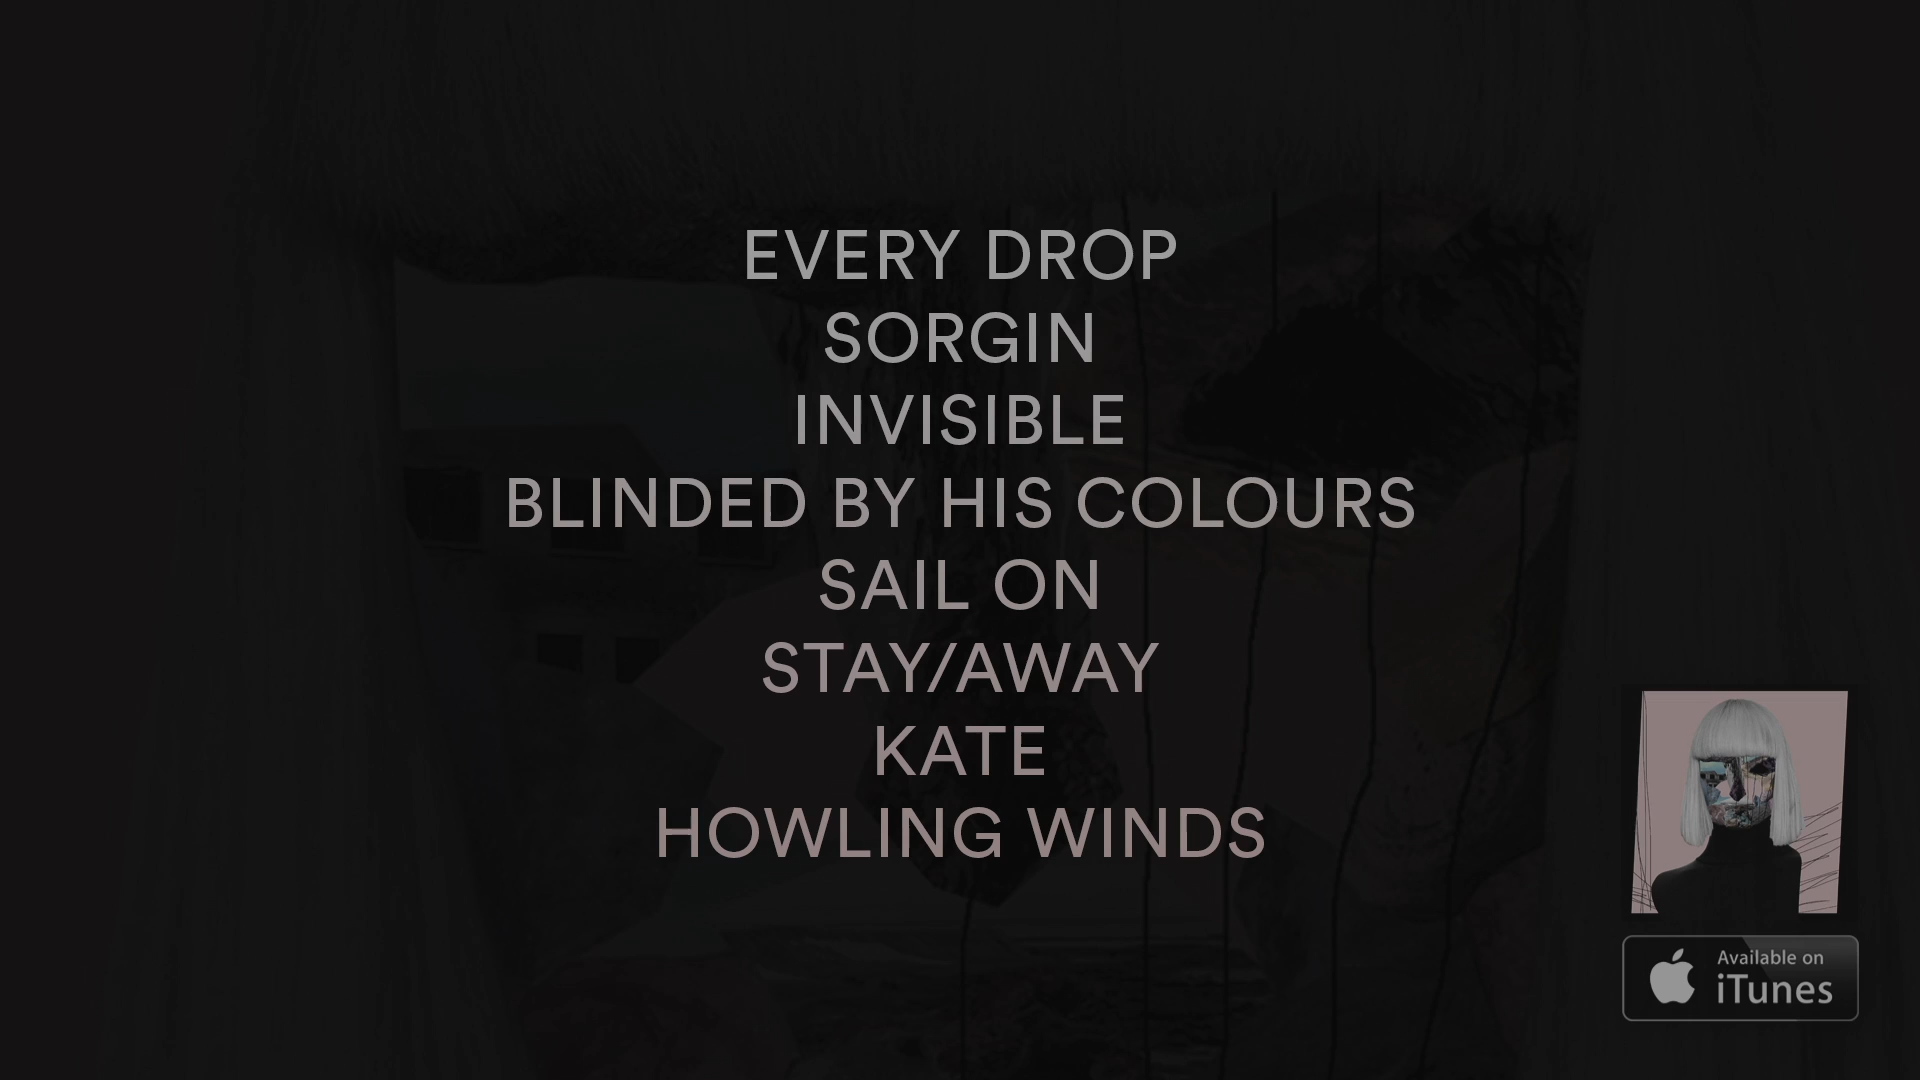 EVERY DROP
SORGIN
INVISIBLE
BLINDED BY HIS COLOURS
SAIL ON
STAY/AWAY
KATE
HOWLING WINDS
Available on
iTunes